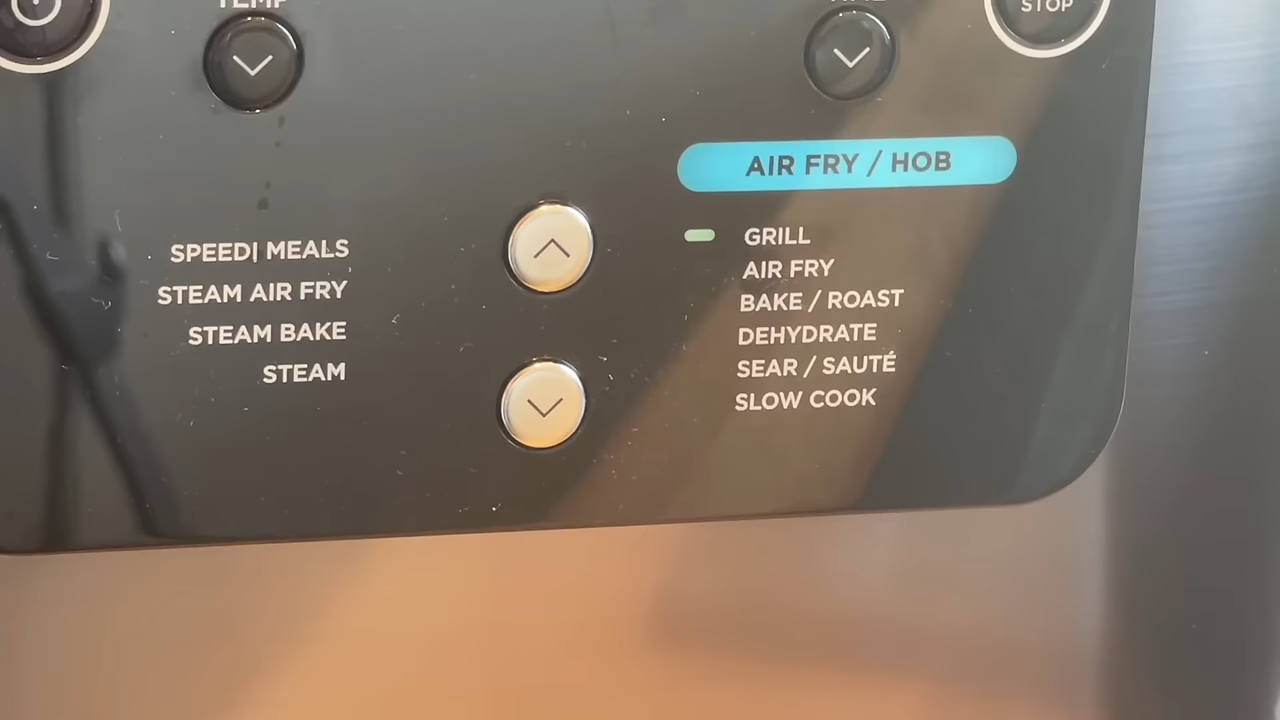 TEMP
STOP
AIR FRY / HOB
SPEEDI MEALS
STEAM AIR FRY
STEAM BAKE
STEAM
GRILL
AIR FRY
BAKE / ROAST
DEHYDRATE
SEAR / SAUTÉ
SLOW COOK